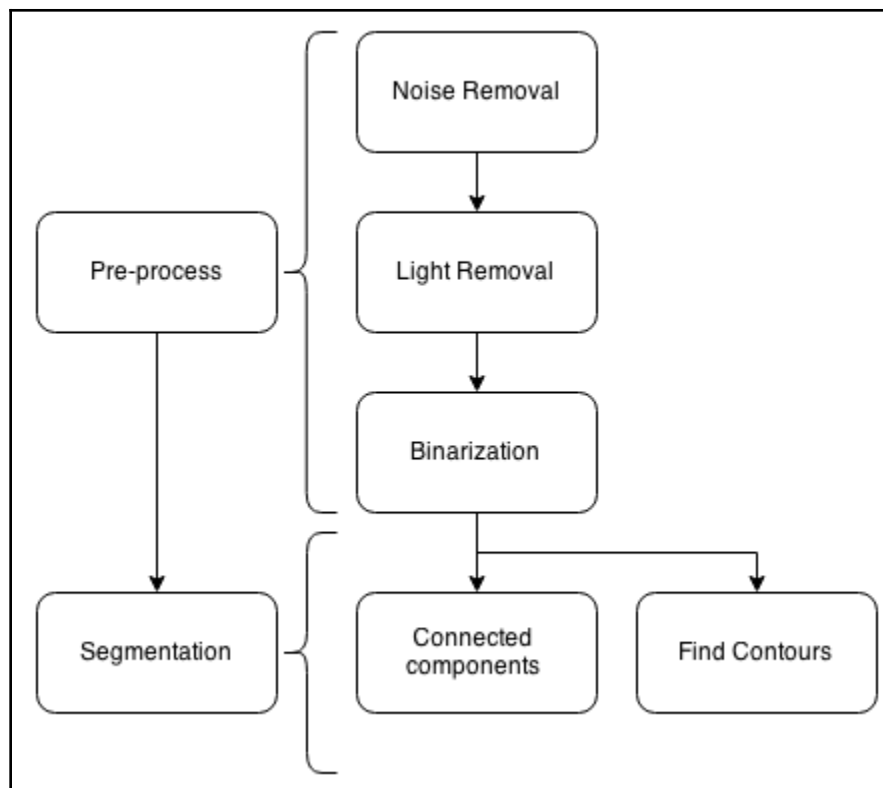 Noise Removal
Pre-process
Light Removal
Binarization
Segmentation
Connected
components
Find Contours